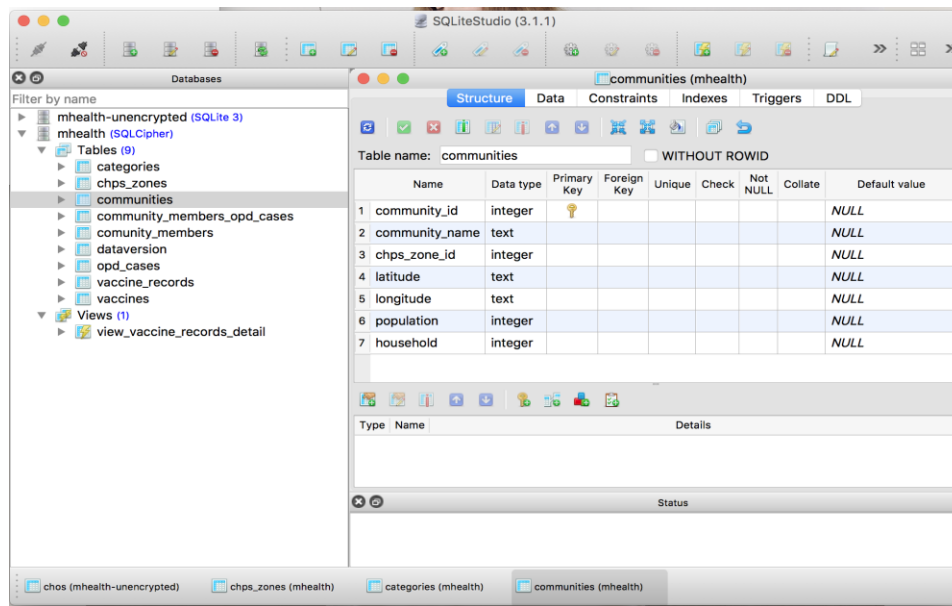 SQLiteStudio (3.1.1)
Databases
Filter by name
mhealth-unencrypted (SQLite 3)
mhealth (SQLCipher)
Tables (9)
categories
chps_zones
communities
community_members_opd_cases
comunity_members
dataversion
opd_cases
vaccine_records
vaccines
Views (1)
view_vaccine_records_detail
communities (mhealth)
Structure Data Constraints Indexes Triggers DDL
Table name: communities WITHOUT ROWID
Name Data type Primary Key Foreign Key Unique Check Not NULL Collate Default value
1 community_id integer NULL
2 community_name text NULL
3 chps_zone_id integer NULL
4 latitude text NULL
5 longitude text NULL
6 population integer NULL
7 household integer NULL
Type Name Details
Status
chos (mhealth-unencrypted) chps_zones (mhealth) categories (mhealth) communities (mhealth)